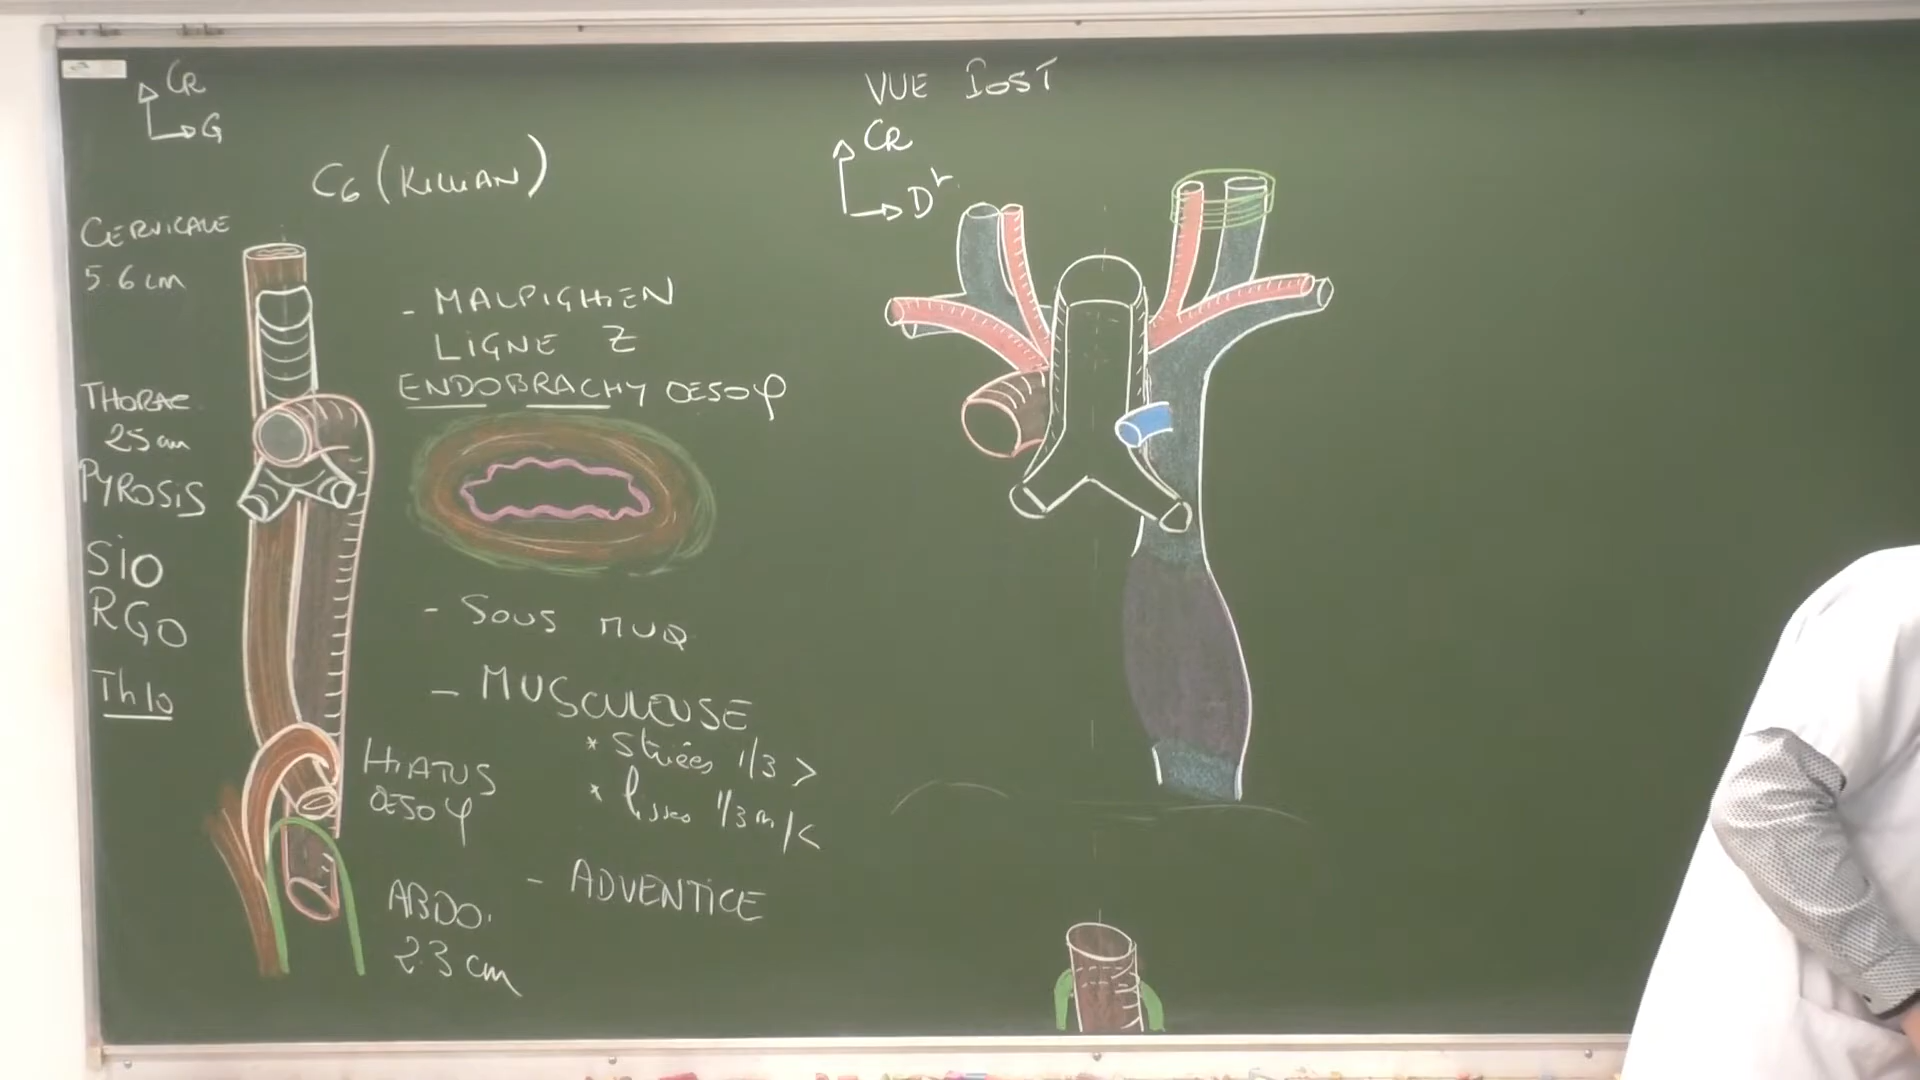 CR
G
C6 (KILLIAN)
CERVICALE
5.6 cm
THORAC
25 cm
PYROSIS
SIO
RGO
Th10
- MALPIGHIEN
LIGNE Z
ENDOBRACHY OESOφ
- SOUS MUQ
- MUSCULEUSE
* Striées 1/3 >
* lisses 1/3 m/<
- ADVENTICE
HIATUS
OESOφ
ABDO.
2.3 cm
VUE POST
CR
Dt